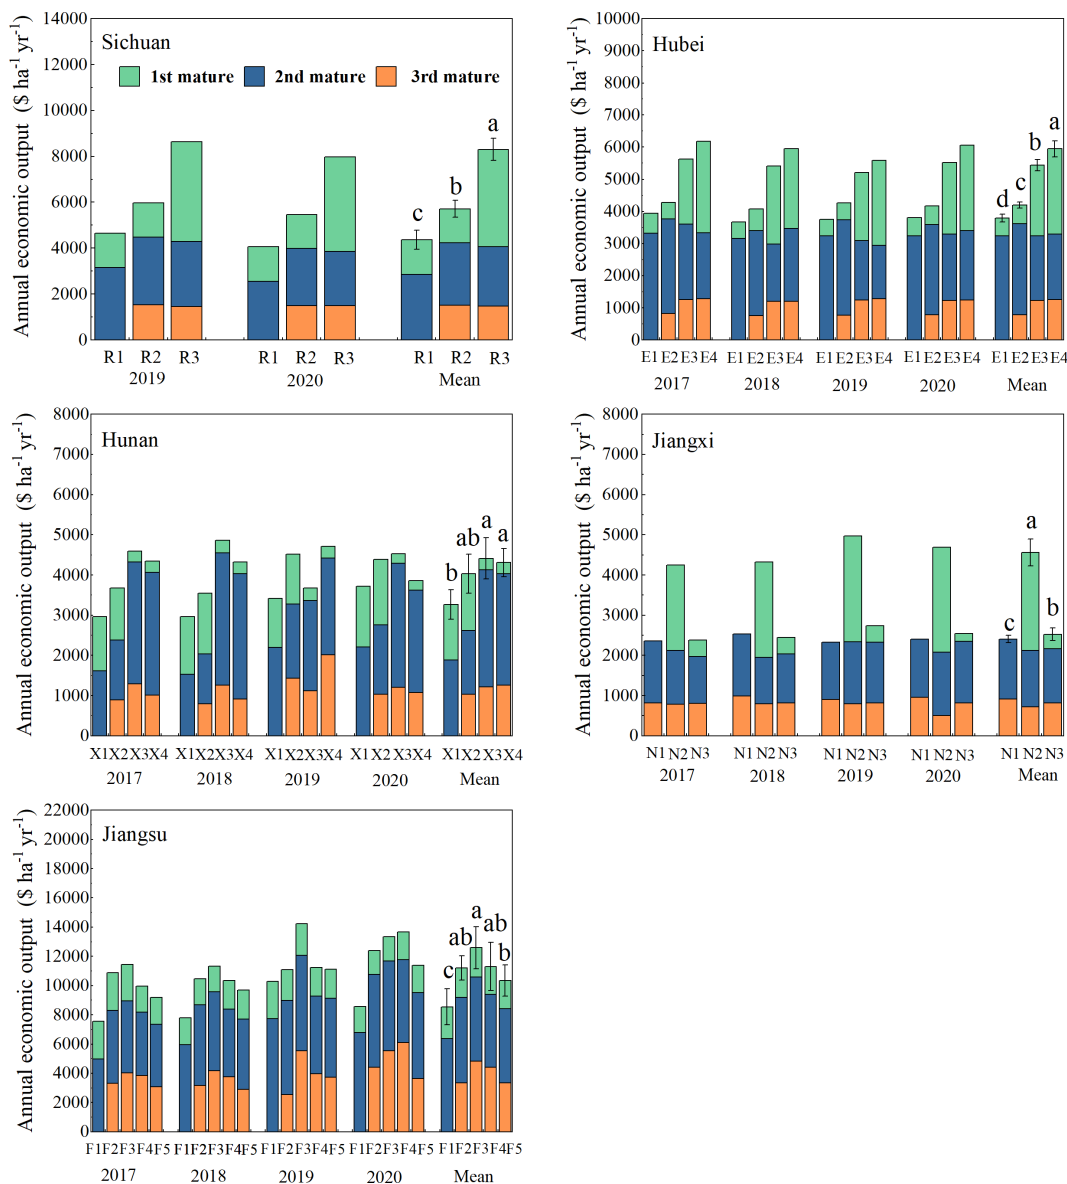 Sichuan
1st mature 2nd mature 3rd mature
Annual economic output ($ ha-1 yr-1)
14000
12000
10000
8000
6000
4000
2000
0
c b a
R1 R2 R3 R1 R2 R3 R1 R2 R3
2019 2020 Mean
Hubei
Annual economic output ($ ha-1 yr-1)
10000
9000
8000
7000
6000
5000
4000
3000
2000
1000
0
d c b a
E1 E2 E3 E4 E1 E2 E3 E4 E1 E2 E3 E4 E1 E2 E3 E4 E1 E2 E3 E4
2017 2018 2019 2020 Mean
Hunan
Annual economic output ($ ha-1 yr-1)
8000
7000
6000
5000
4000
3000
2000
1000
0
b ab a a
X1X2X3X4 X1X2X3X4 X1X2X3X4 X1X2X3X4 X1X2X3X4
2017 2018 2019 2020 Mean
Jiangxi
Annual economic output ($ ha-1 yr-1)
8000
7000
6000
5000
4000
3000
2000
1000
0
c a b
N1 N2 N3 N1 N2 N3 N1 N2 N3 N1 N2 N3 N1 N2 N3
2017 2018 2019 2020 Mean
Jiangsu
Annual economic output ($ ha-1 yr-1)
22000
20000
18000
16000
14000
12000
10000
8000
6000
4000
2000
0
c ab a ab b
F1F2F3F4F5 F1F2F3F4F5 F1F2F3F4F5 F1F2F3F4F5 F1F2F3F4F5
2017 2018 2019 2020 Mean